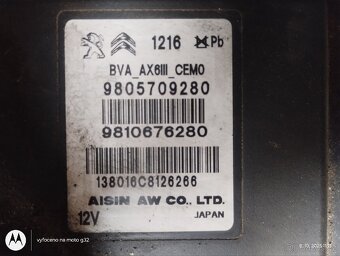 1216 Pb
BVA_AX6III_CEM0
9805709280
9810676280
138016C8126266
AISIN AW CO., LTD.
12V JAPAN
vyfoceno na moto g32